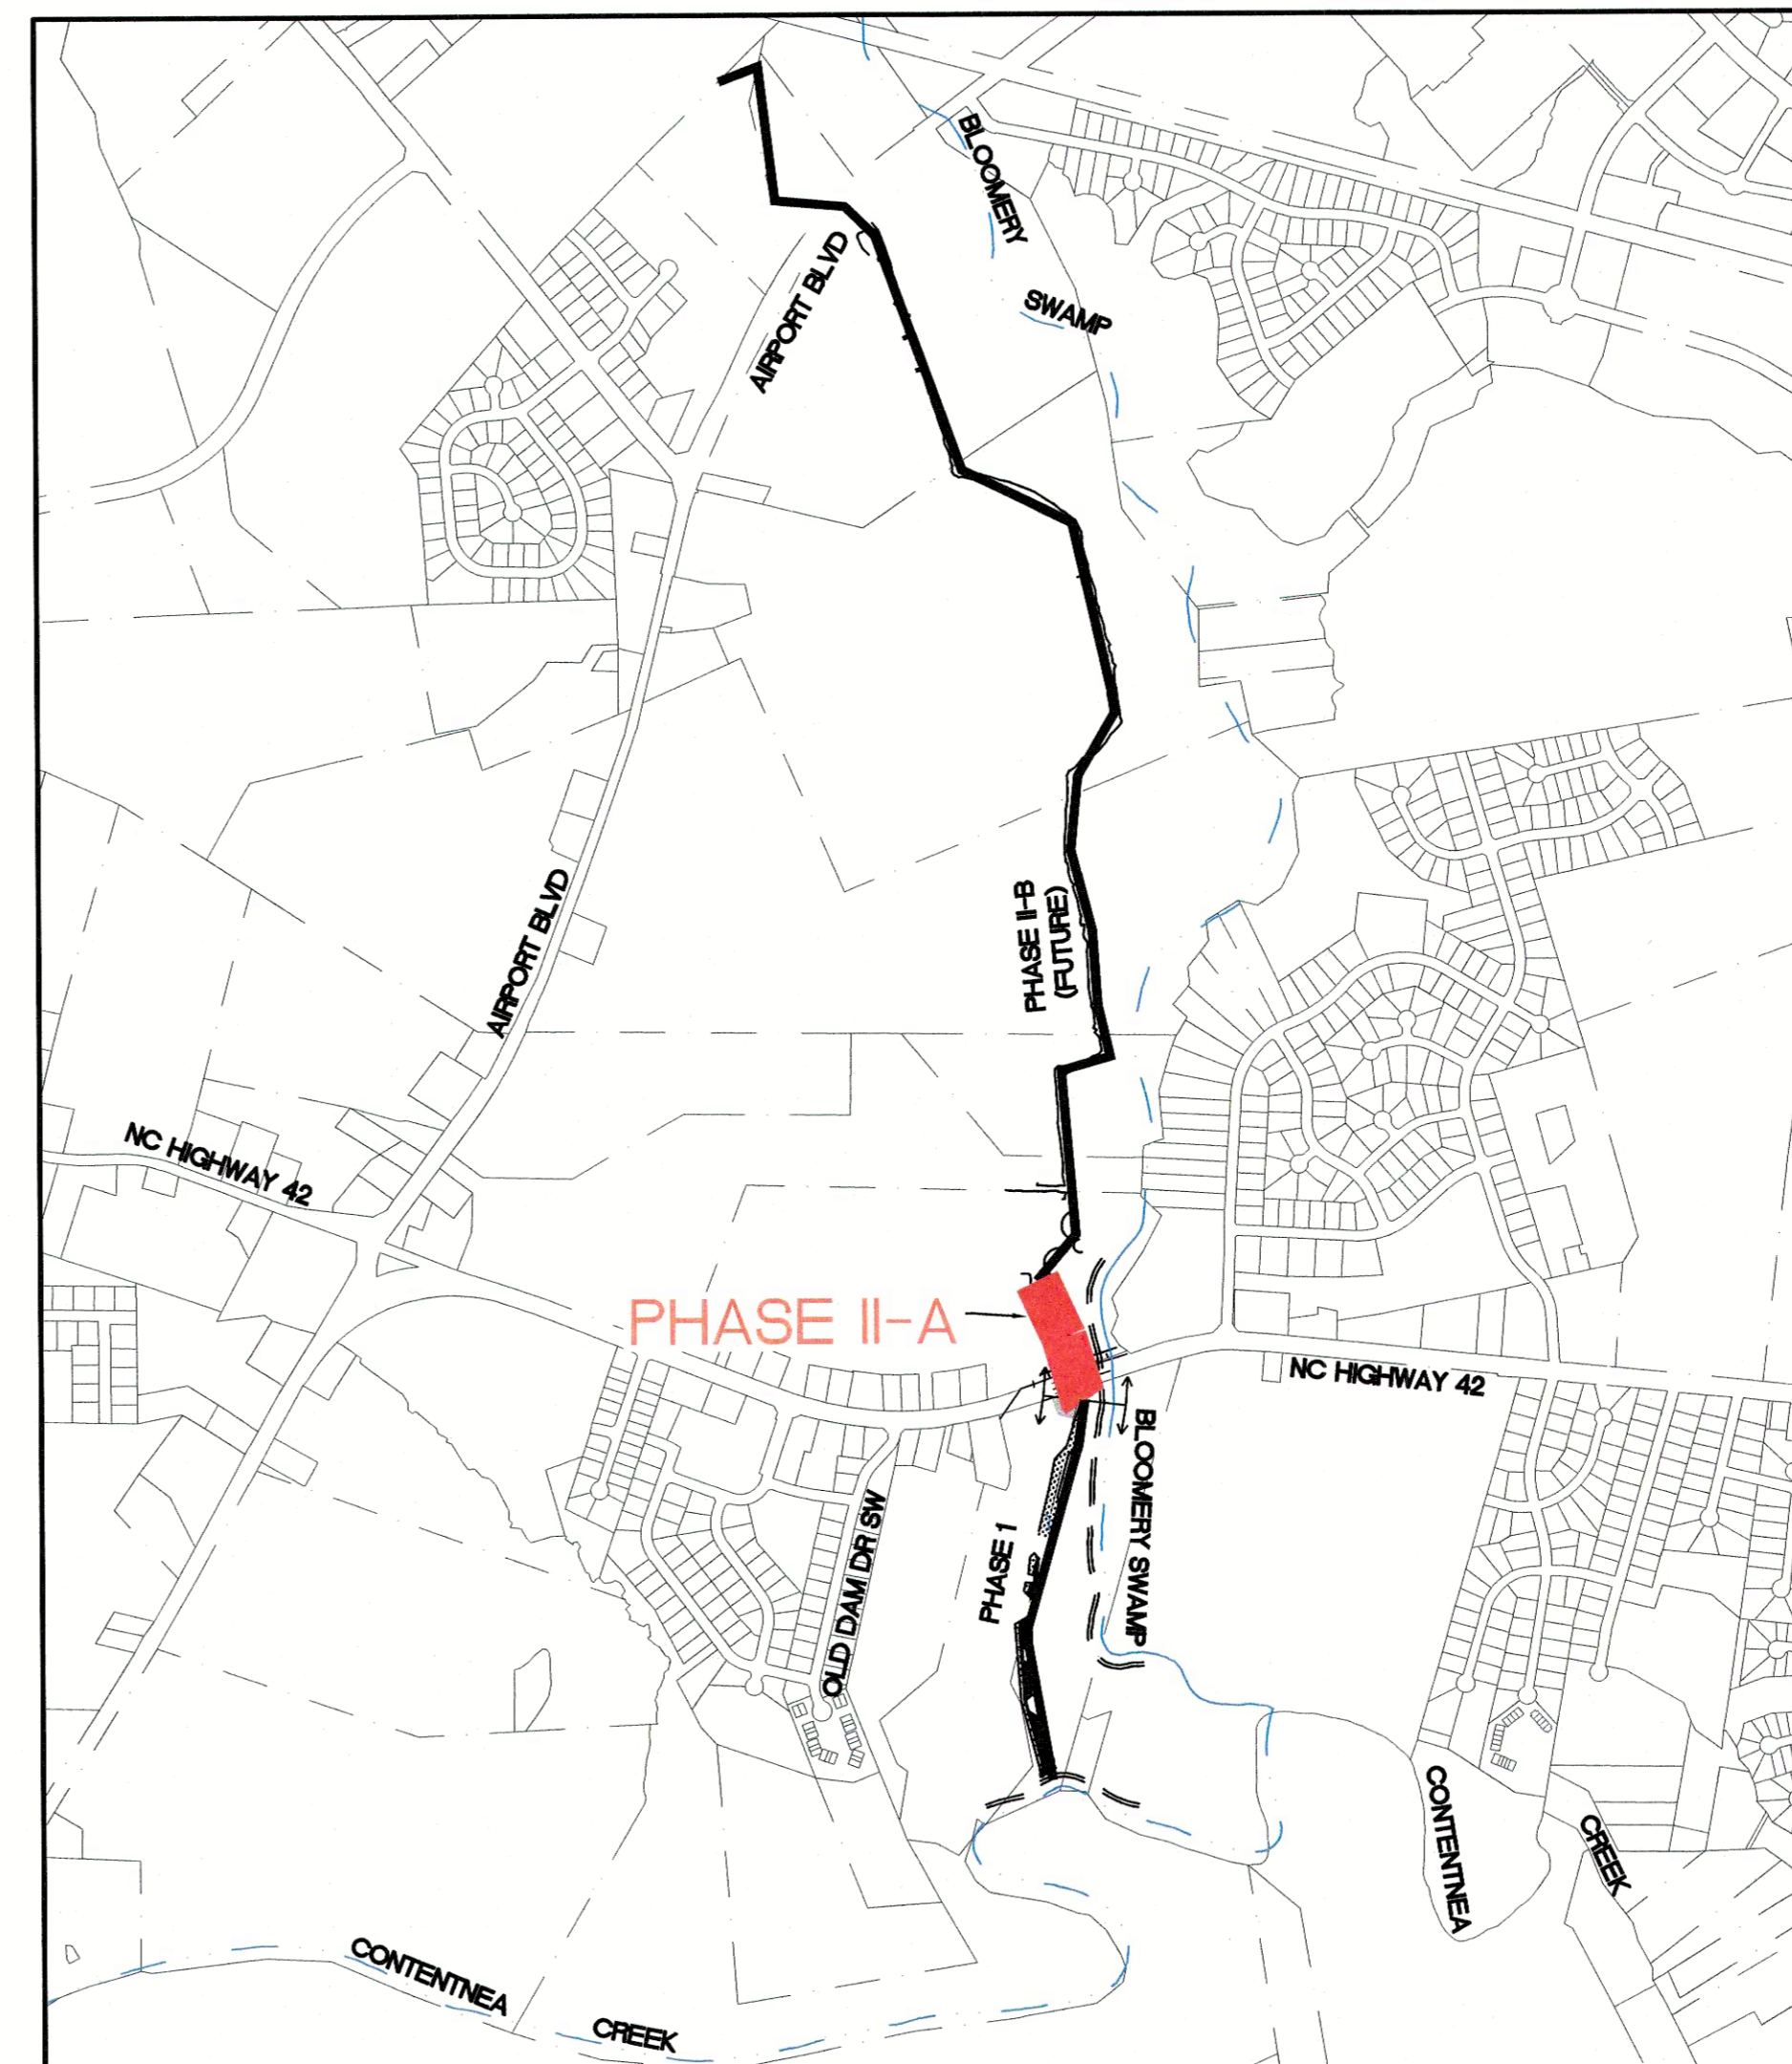 BLOOMERY
SWAMP
AIRPORT BLVD
AIRPORT BLVD
PHASE II-B
(FUTURE)
NC HIGHWAY 42
PHASE II-A
NC HIGHWAY 42
BLOOMERY SWAMP
OLD DAM DR SW
PHASE 1
CONTENTNEA
CREEK
CONTENTNEA
CREEK